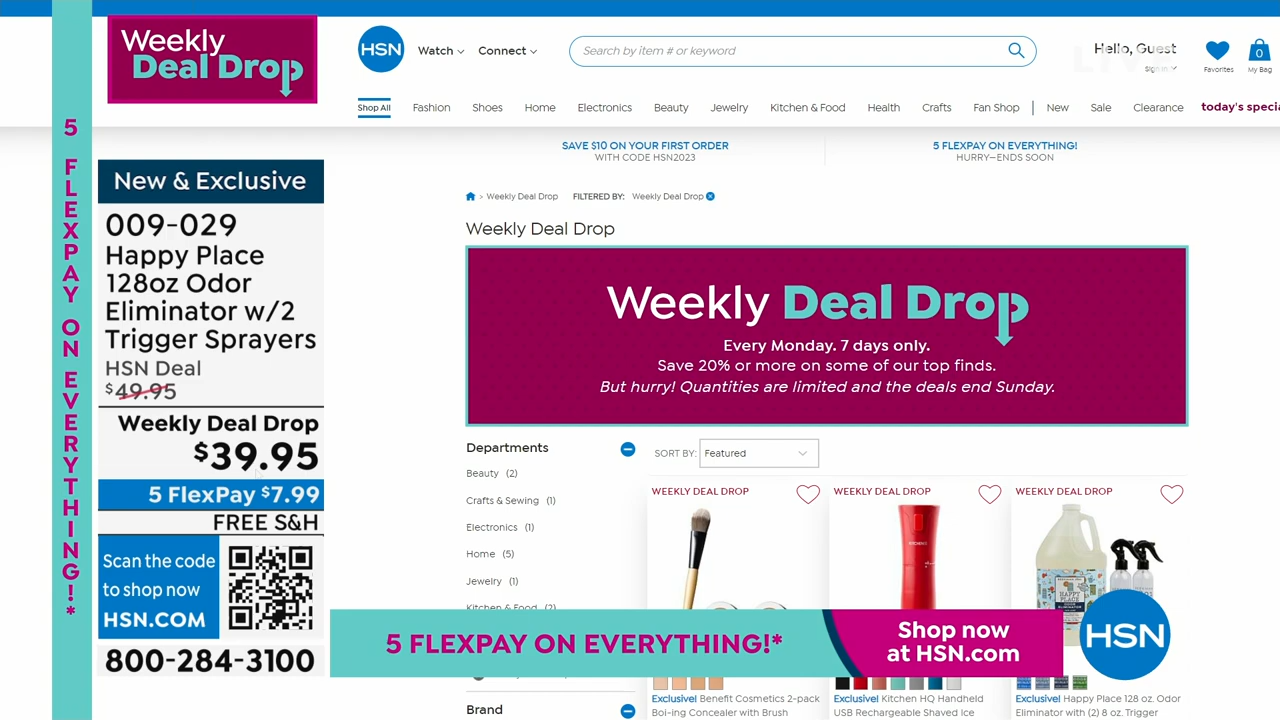 Weekly
Deal Drop
5 FLEXPAY ON EVERYTHING!*
New & Exclusive
009-029
Happy Place
128oz Odor
Eliminator w/2
Trigger Sprayers
HSN Deal
$49.95
Weekly Deal Drop
$39.95
5 FlexPay $7.99
FREE S&H
Scan the code
to shop now
HSN.COM
800-284-3100
HSN
Watch
Connect
Search by item # or keyword
LIVE
Hello, Guest
Sign In
Favorites
0
My Bag
Shop All Fashion Shoes Home Electronics Beauty Jewelry Kitchen & Food Health Crafts Fan Shop | New Sale Clearance today's specia
SAVE $10 ON YOUR FIRST ORDER
WITH CODE HSN2023
5 FLEXPAY ON EVERYTHING!
HURRY—ENDS SOON
> Weekly Deal Drop FILTERED BY: Weekly Deal Drop
Weekly Deal Drop
Weekly Deal Drop
Every Monday. 7 days only.
Save 20% or more on some of our top finds.
But hurry! Quantities are limited and the deals end Sunday.
Departments
Beauty (2)
Crafts & Sewing (1)
Electronics (1)
Home (5)
Jewelry (1)
Kitchen & Food (2)
Brand
SORT BY: Featured
WEEKLY DEAL DROP
WEEKLY DEAL DROP
WEEKLY DEAL DROP
HAPPY
PLACE
5 FLEXPAY ON EVERYTHING!*
Shop now
at HSN.com
HSN
Exclusive! Benefit Cosmetics 2-pack
Boi-ing Concealer with Brush
Exclusive! Kitchen HQ Handheld
USB Rechargeable Shaved Ice
Exclusive! Happy Place 128 oz. Odor
Eliminator with (2) 8 oz. Trigger